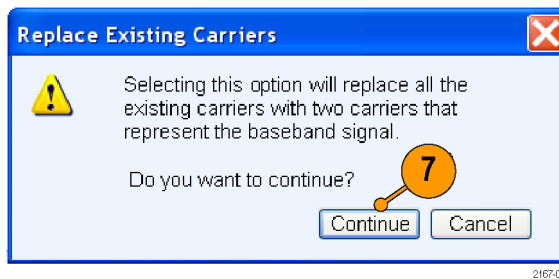 Replace Existing Carriers
Selecting this option will replace all the
existing carriers with two carriers that
represent the baseband signal.
Do you want to continue?
7
Continue Cancel